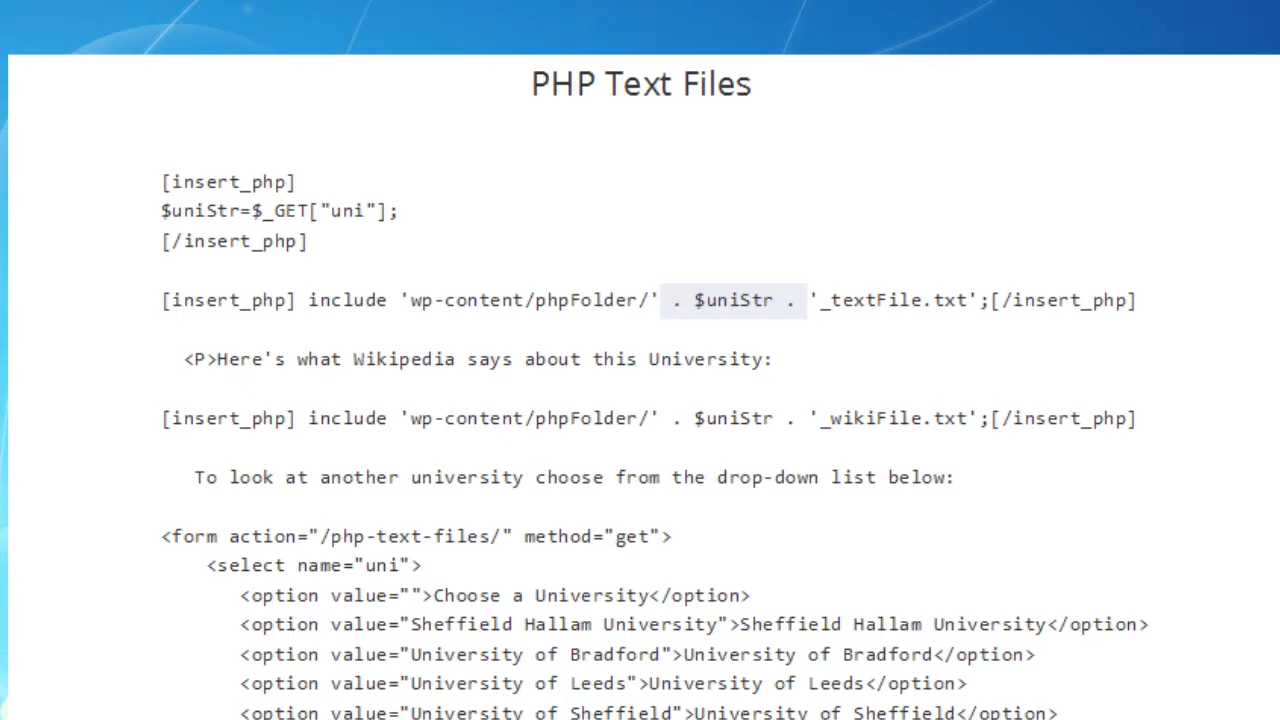 PHP Text Files
[insert_php]
$uniStr=$_GET["uni"];
[/insert_php]
[insert_php] include 'wp-content/phpFolder/' . $uniStr . '_textFile.txt';[/insert_php]
<P>Here's what Wikipedia says about this University:
[insert_php] include 'wp-content/phpFolder/' . $uniStr . '_wikiFile.txt';[/insert_php]
To look at another university choose from the drop-down list below:
<form action="/php-text-files/" method="get">
<select name="uni">
<option value="">Choose a University</option>
<option value="Sheffield Hallam University">Sheffield Hallam University</option>
<option value="University of Bradford">University of Bradford</option>
<option value="University of Leeds">University of Leeds</option>
<option value="University of Sheffield">University of Sheffield</option>